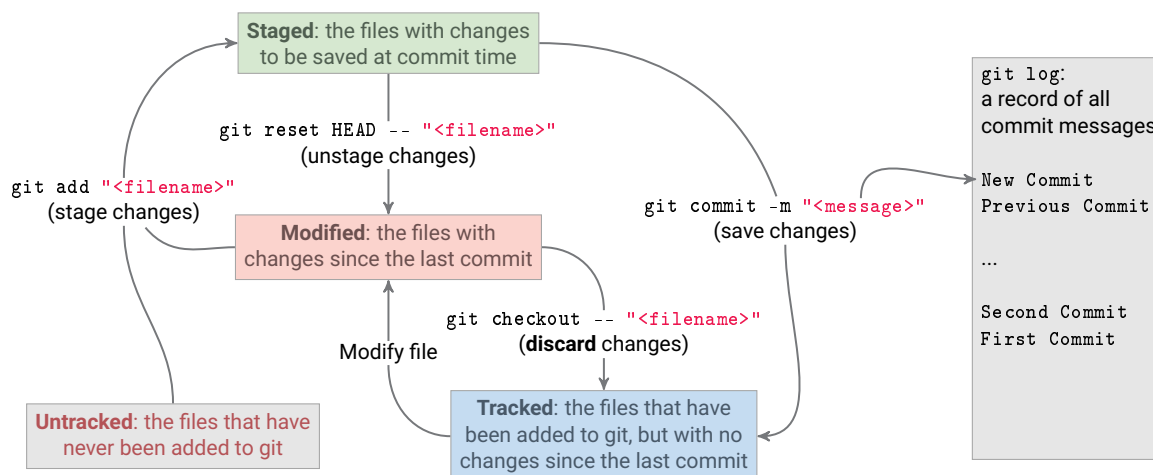 Staged: the files with changes
to be saved at commit time
git reset HEAD -- "<filename>"
(unstage changes)
git add "<filename>"
(stage changes)
Modified: the files with
changes since the last commit
git commit -m "<message>"
(save changes)
git checkout -- "<filename>"
(discard changes)
Modify file
Untracked: the files that have
never been added to git
Tracked: the files that have
been added to git, but with no
changes since the last commit
git log:
a record of all
commit messages
New Commit
Previous Commit
...
Second Commit
First Commit